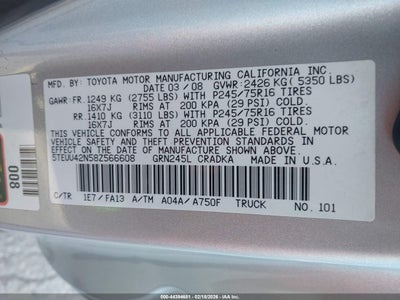 MFD. BY: TOYOTA MOTOR MANUFACTURING CALIFORNIA INC.
DATE 03/08 GVWR: 2426 KG( 5350 LBS)
GAWR:FR.1249 KG (2755 LBS) WITH P245/75R16 TIRES
16X7J RIMS AT 200 KPA (29 PSI) COLD.
RR.1410 KG (3110 LBS) WITH P245/75R16 TIRES
16X7J RIMS AT 200 KPA (29 PSI) COLD.
THIS VEHICLE CONFORMS TO ALL APPLICABLE FEDERAL MOTOR
VEHICLE SAFETY, BUMPER, AND THEFT PREVENTION STANDARDS IN
EFFECT ON THE DATE OF MANUFACTURE SHOWN ABOVE.
5TEUU42N58Z566608 GRN245L CRADKA MADE IN U.S.A.
C/TR 1E7/FA13 A/TM A04A/A750F TRUCK NO. 101
008
000-44394681 - 02/18/2026 - © IAA, LLC